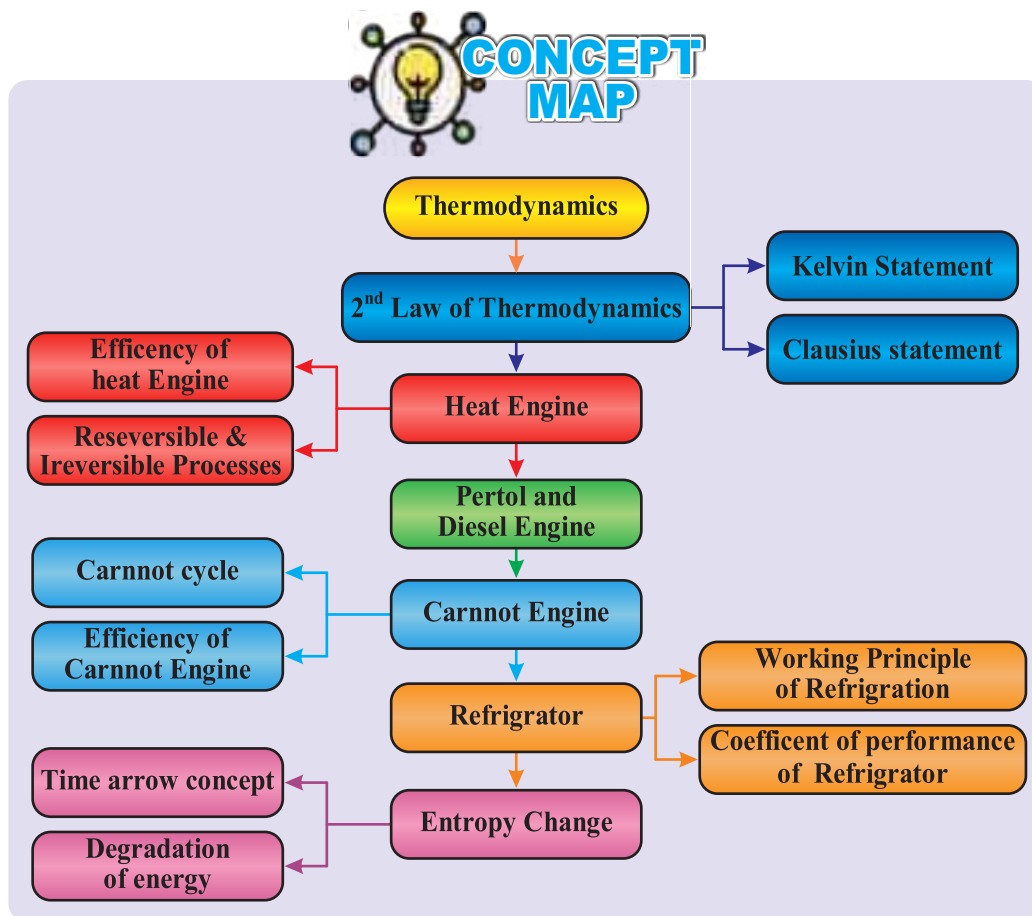 CONCEPT
MAP
Thermodynamics
2nd Law of Thermodynamics
Kelvin Statement
Clausius statement
Efficency of
heat Engine
Heat Engine
Reseversible &
Ireversible Processes
Pertol and
Diesel Engine
Carnnot cycle
Carnnot Engine
Efficiency of
Carnnot Engine
Working Principle
of Refrigration
Refrigrator
Coefficent of performance
of Refrigrator
Time arrow concept
Entropy Change
Degradation
of energy